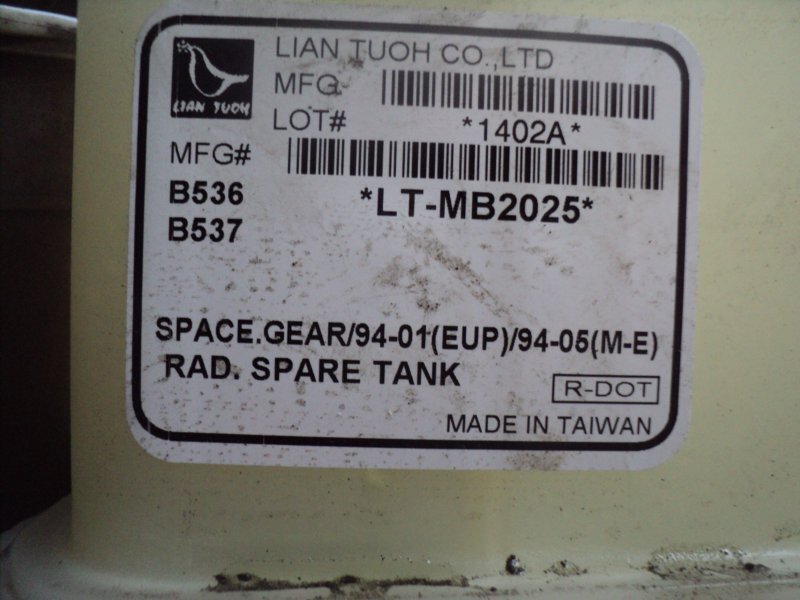 LIAN TUOH CO.,LTD
LIAN TUOH
MFG
LOT#
*1402A*
MFG#
B536
B537
*LT-MB2025*
SPACE.GEAR/94-01(EUP)/94-05(M-E)
RAD. SPARE TANK
R-DOT
MADE IN TAIWAN